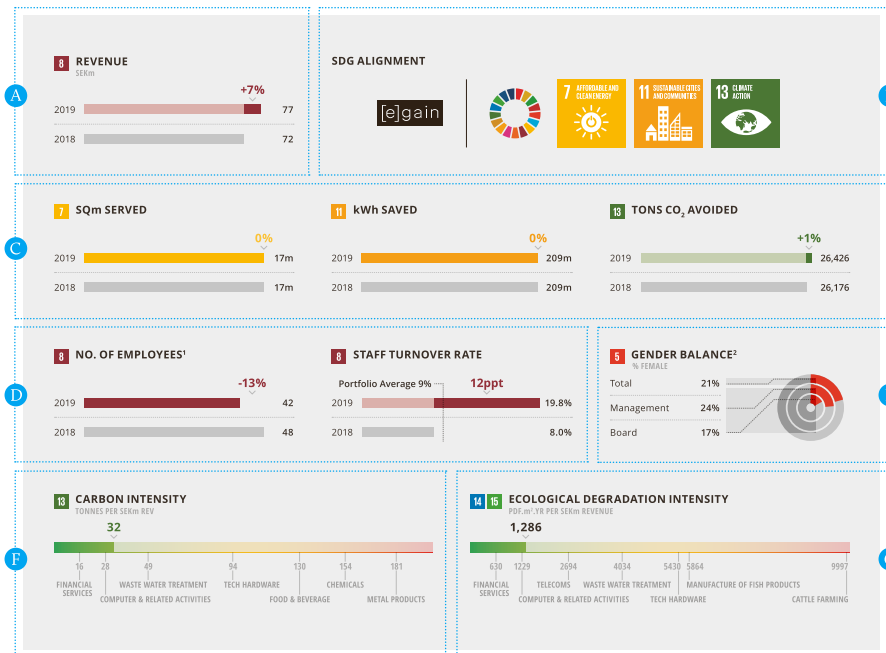 A
8 REVENUE
SEKm
+7%
2019 77
2018 72
SDG ALIGNMENT
[e]gain
7 AFFORDABLE AND
CLEAN ENERGY
11 SUSTAINABLE CITIES
AND COMMUNITIES
13 CLIMATE
ACTION
C
7 SQm SERVED
0%
2019 17m
2018 17m
11 kWh SAVED
0%
2019 209m
2018 209m
13 TONS CO₂ AVOIDED
+1%
2019 26,426
2018 26,176
D
8 NO. OF EMPLOYEES¹
-13%
2019 42
2018 48
8 STAFF TURNOVER RATE
Portfolio Average 9% 12ppt
2019 19.8%
2018 8.0%
5 GENDER BALANCE²
% FEMALE
Total 21%
Management 24%
Board 17%
F
13 CARBON INTENSITY
TONNES PER SEKm REV
32
16 28 49 94 130 154 181
FINANCIAL
SERVICES
WASTE WATER TREATMENT TECH HARDWARE CHEMICALS
COMPUTER & RELATED ACTIVITIES FOOD & BEVERAGE METAL PRODUCTS
14 15 ECOLOGICAL DEGRADATION INTENSITY
PDF.m².YR PER SEKm REVENUE
1,286
630 1229 2694 4034 5430 5864 9997
FINANCIAL
SERVICES
TELECOMS WASTE WATER TREATMENT MANUFACTURE OF FISH PRODUCTS
COMPUTER & RELATED ACTIVITIES TECH HARDWARE CATTLE FARMING